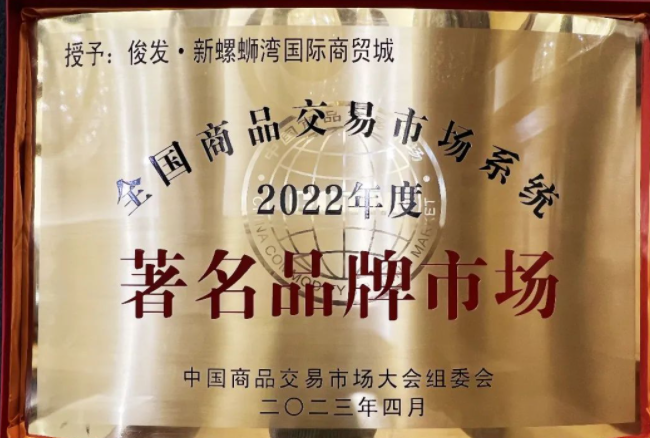 授予：俊发·新螺蛳湾国际商贸城
全国商品交易市场系统
2022年度
著名品牌市场
中国商品交易市场大会组委会
二〇二三年四月